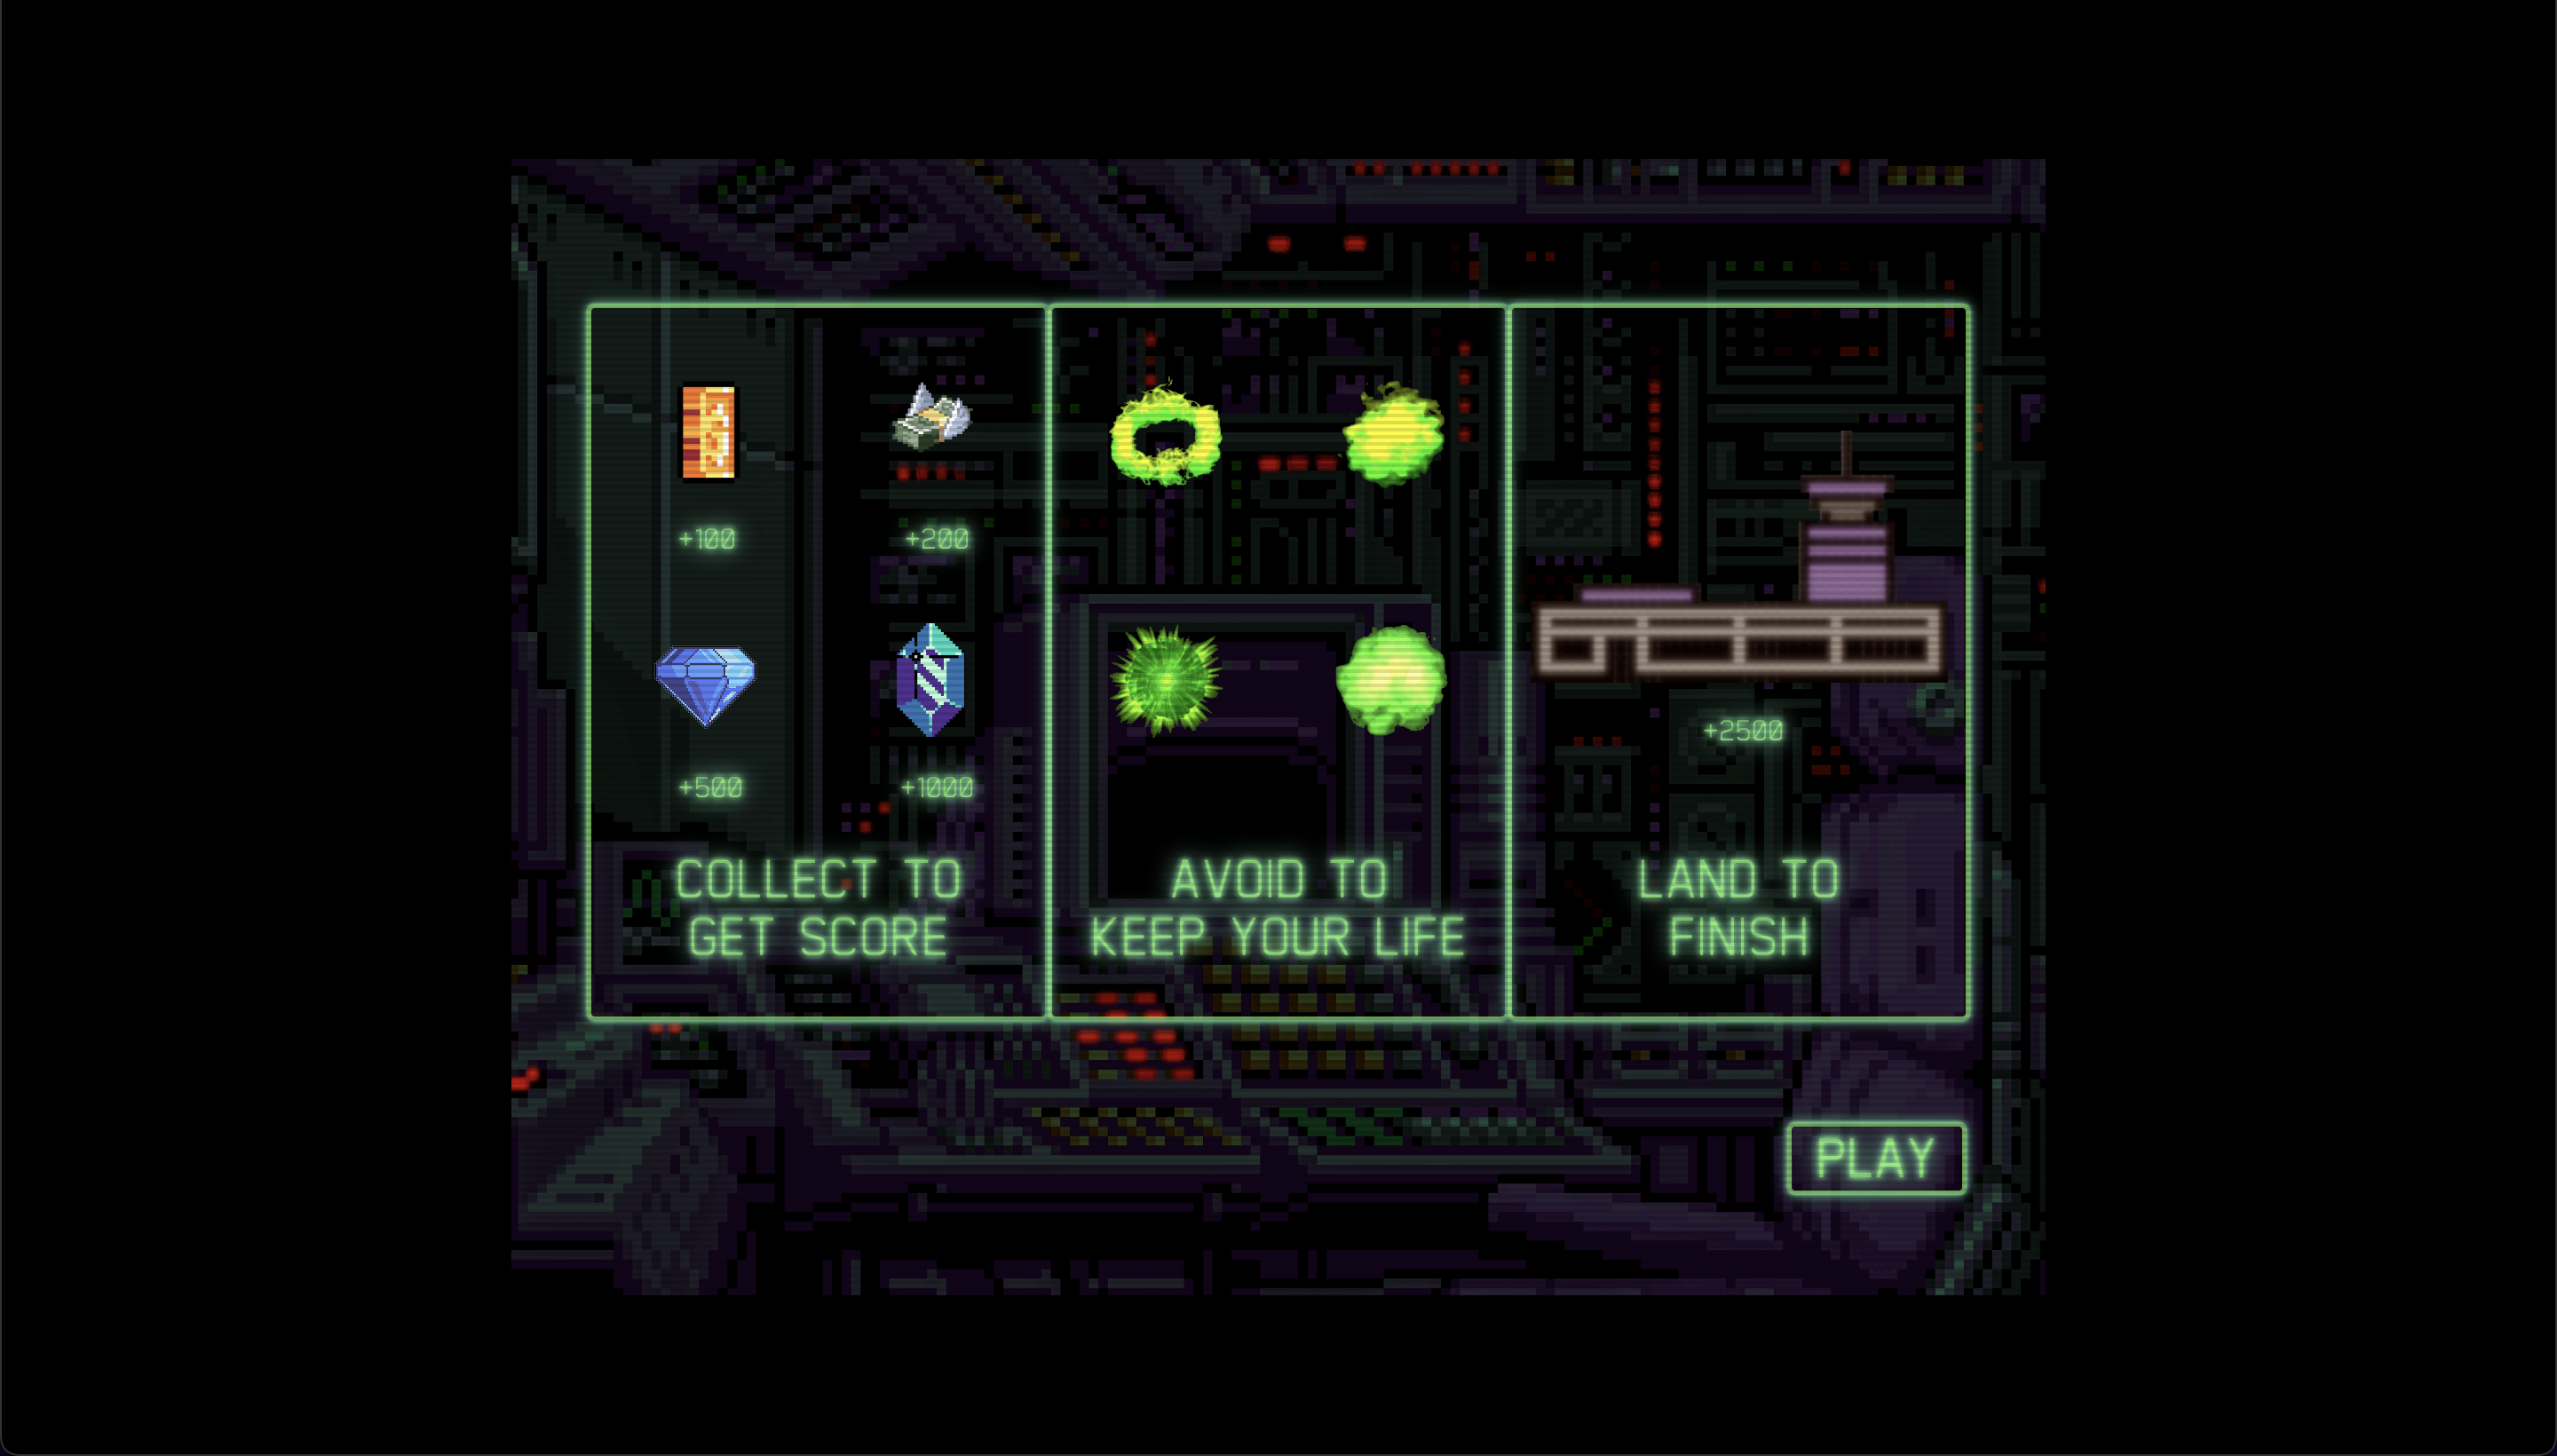 +100
+200
+500
+1000
COLLECT TO
GET SCORE
AVOID TO
KEEP YOUR LIFE
+2500
LAND TO
FINISH
PLAY